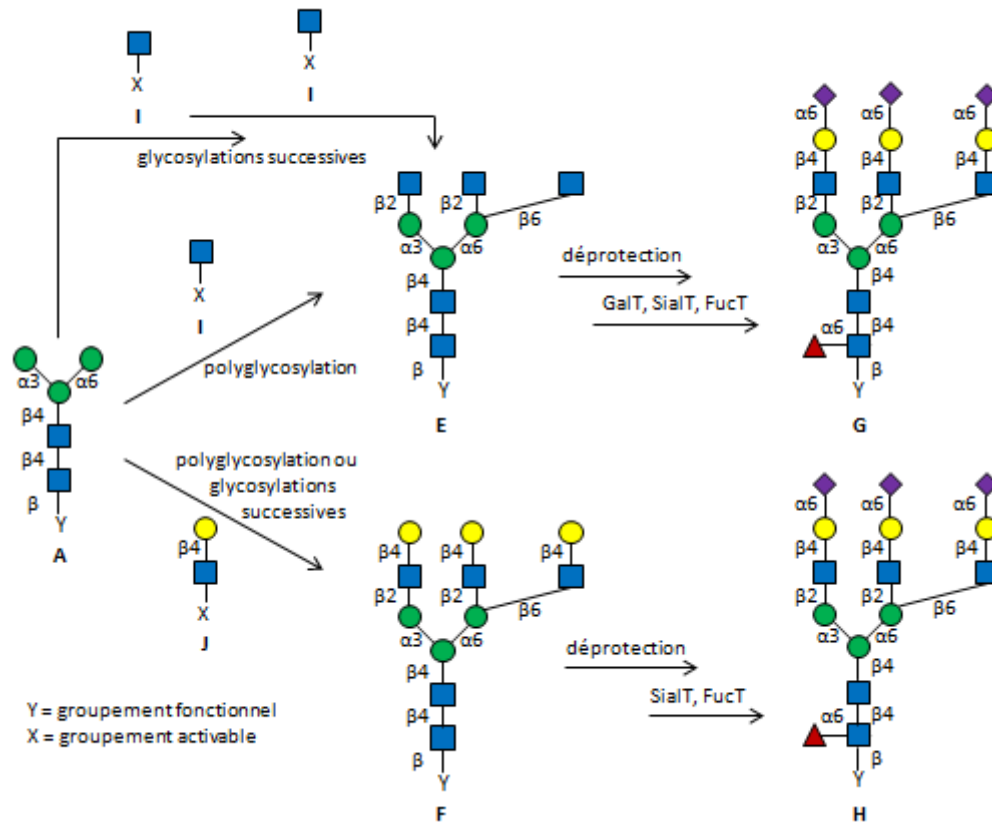 X
I
X
I
glycosylations successives
X
I
polyglycosylation
α3 α6
β4
β4
β
Y
A
polyglycosylation ou
glycosylations
successives
β4
X
J
β2 β2 β6
α3 α6
β4
β4
β
Y
E
déprotection
GalT, SialT, FucT
α6 α6 α6
β4 β4 β4
β2 β2 β6
α3 α6
β4
α6 β4
β
Y
G
β4 β4 β4
β2 β2 β6
α3 α6
β4
β4
β
Y
F
déprotection
SialT, FucT
α6 α6 α6
β4 β4 β4
β2 β2 β6
α3 α6
β4
α6 β4
β
Y
H
Y = groupement fonctionnel
X = groupement activable